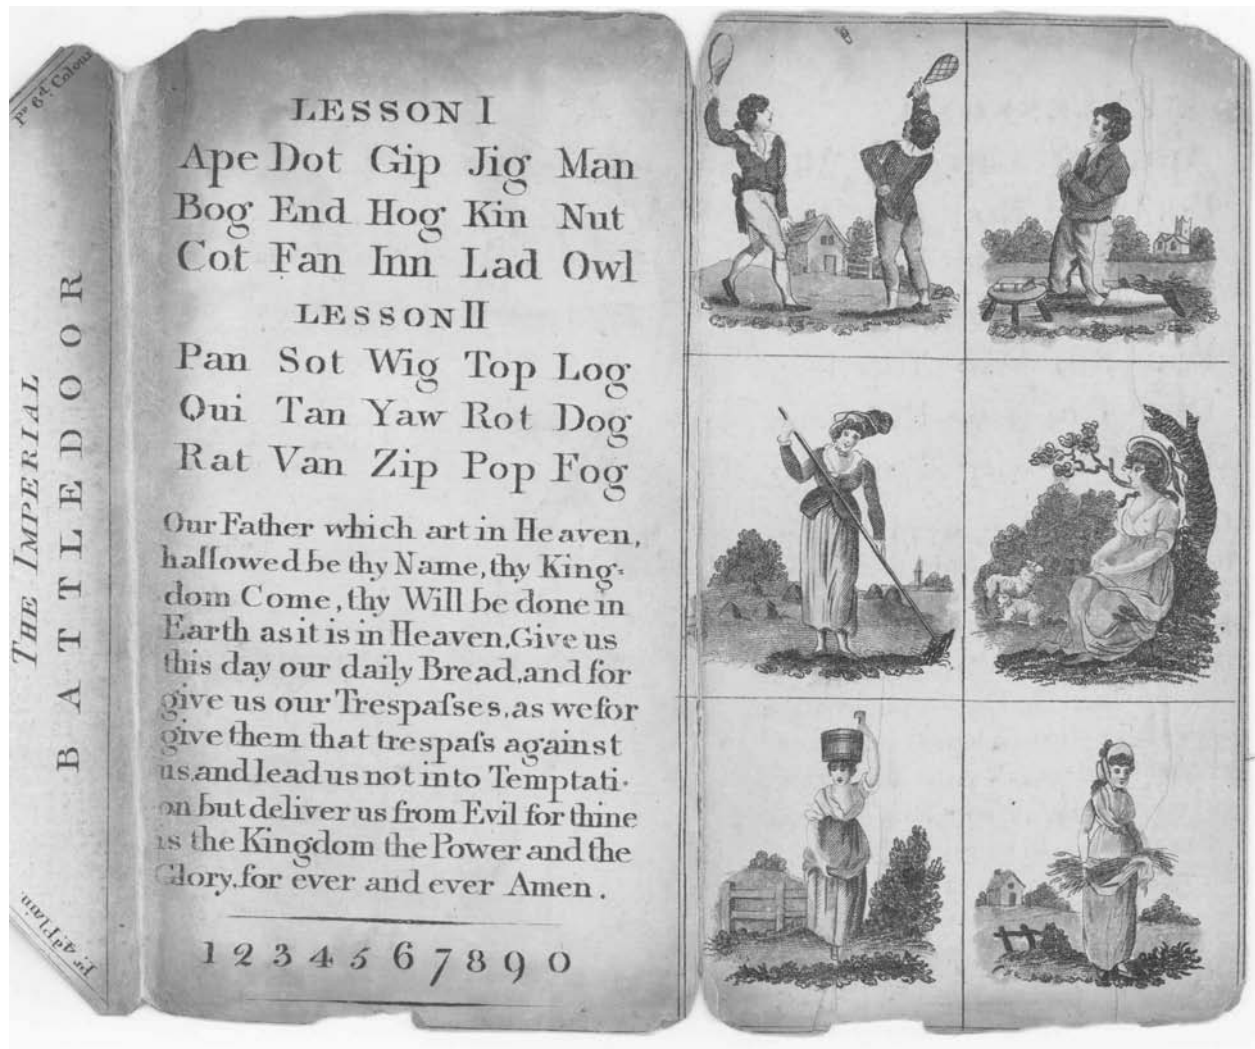 Pr. 6d. Colour
THE IMPERIAL
BATTLEDOOR
Pr. 4d. Plain.
LESSON I
Ape Dot Gip Jig Man
Bog End Hog Kin Nut
Cot Fan Inn Lad Owl
LESSON II
Pan Sot Wig Top Log
Qui Tan Yaw Rot Dog
Rat Van Zip Pop Fog
Our Father which art in Heaven,
hallowed be thy Name, thy King-
dom Come, thy Will be done in
Earth as it is in Heaven, Give us
this day our daily Bread, and for
give us our Trespaſses, as we for
give them that trespaſs against
us, and lead us not into Temptati-
on but deliver us from Evil for thine
is the Kingdom the Power and the
Glory, for ever and ever Amen.
1 2 3 4 5 6 7 8 9 0